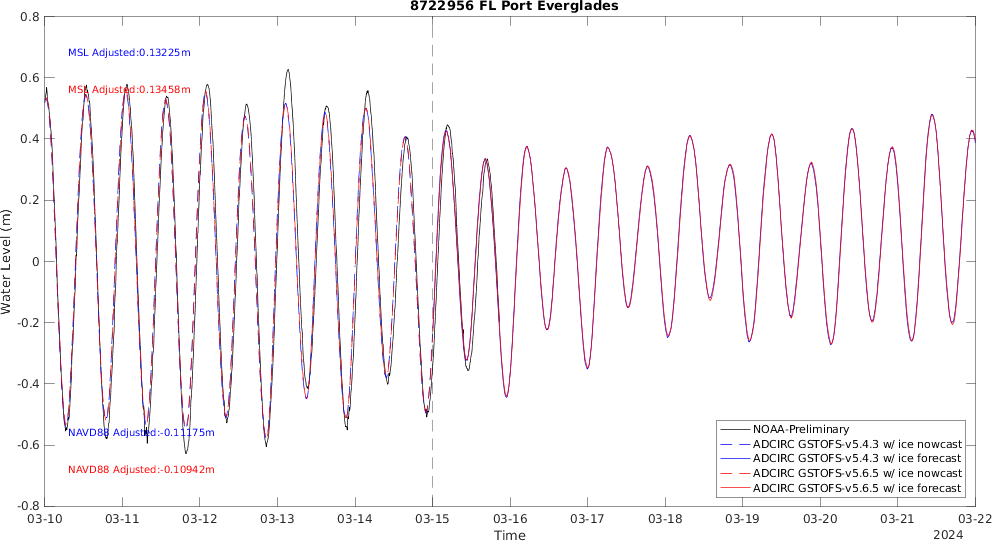 8722956 FL Port Everglades
0.8
MSL Adjusted:0.13225m
0.6
MSL Adjusted:0.13458m
0.4
0.2
Water Level (m)
0
-0.2
-0.4
NAVD88 Adjusted:-0.11175m
-0.6
NAVD88 Adjusted:-0.10942m
-0.8
NOAA-Preliminary
ADCIRC GSTOFS-v5.4.3 w/ ice nowcast
ADCIRC GSTOFS-v5.4.3 w/ ice forecast
ADCIRC GSTOFS-v5.6.5 w/ ice nowcast
ADCIRC GSTOFS-v5.6.5 w/ ice forecast
03-10 03-11 03-12 03-13 03-14 03-15 03-16 03-17 03-18 03-19 03-20 03-21 03-22
Time
2024